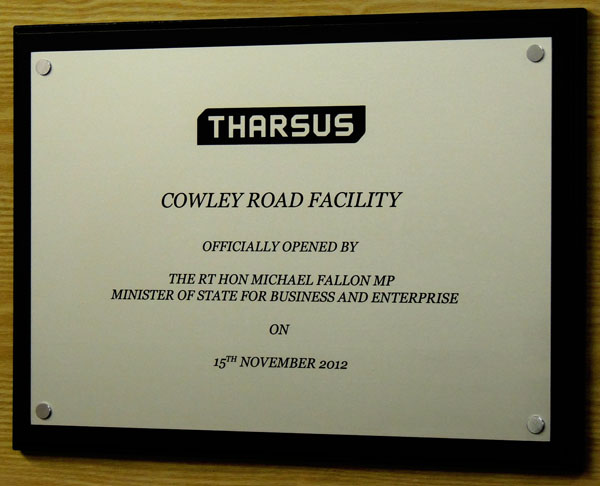 THARSUS
COWLEY ROAD FACILITY
OFFICIALLY OPENED BY
THE RT HON MICHAEL FALLON MP
MINISTER OF STATE FOR BUSINESS AND ENTERPRISE
ON
15TH NOVEMBER 2012